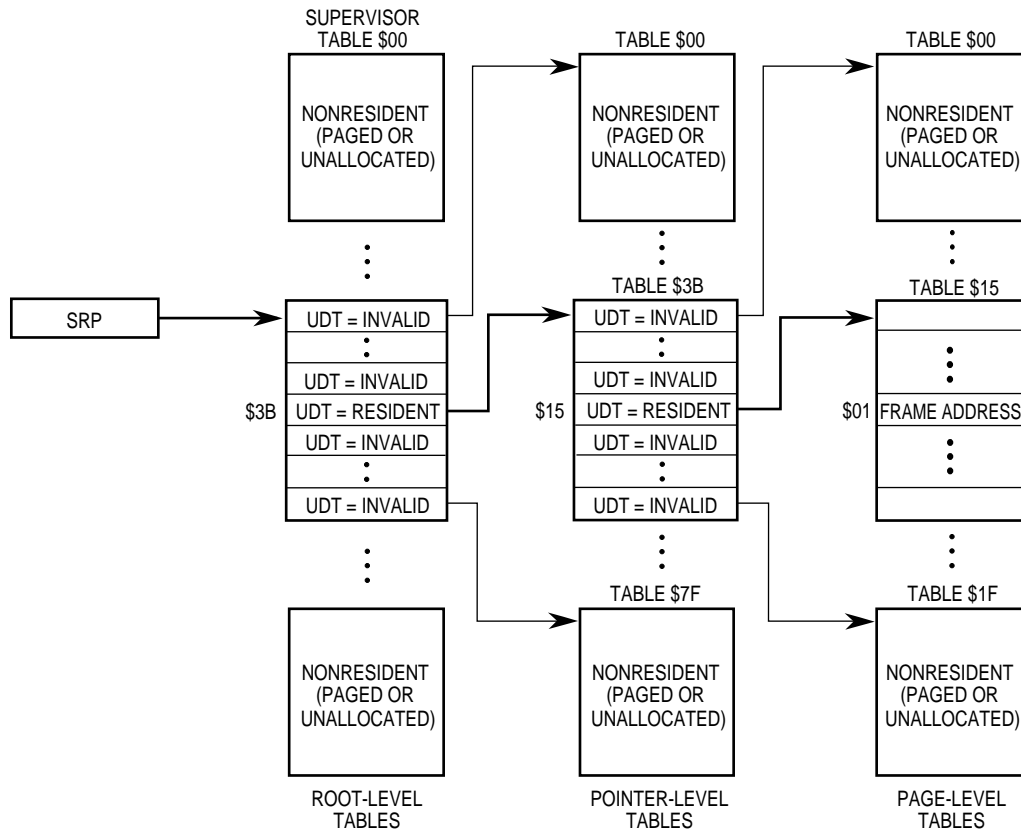 SUPERVISOR
TABLE $00
NONRESIDENT
(PAGED OR
UNALLOCATED)
TABLE $00
NONRESIDENT
(PAGED OR
UNALLOCATED)
TABLE $00
NONRESIDENT
(PAGED OR
UNALLOCATED)
SRP
UDT = INVALID
UDT = INVALID
$3B
UDT = RESIDENT
UDT = INVALID
UDT = INVALID
TABLE $3B
UDT = INVALID
UDT = INVALID
$15
UDT = RESIDENT
UDT = INVALID
UDT = INVALID
TABLE $15
$01
FRAME ADDRESS
NONRESIDENT
(PAGED OR
UNALLOCATED)
TABLE $7F
NONRESIDENT
(PAGED OR
UNALLOCATED)
TABLE $1F
NONRESIDENT
(PAGED OR
UNALLOCATED)
ROOT-LEVEL
TABLES
POINTER-LEVEL
TABLES
PAGE-LEVEL
TABLES